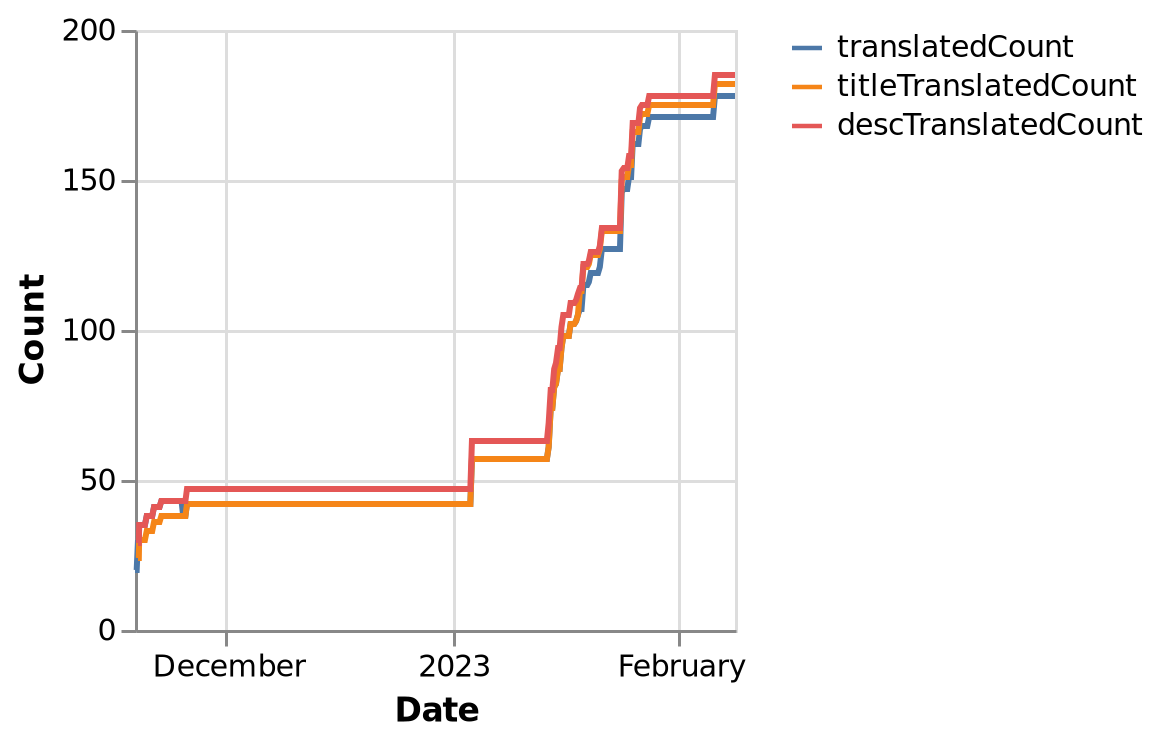 200
150
100
50
0
Count
December
2023
February
Date
translatedCount
titleTranslatedCount
descTranslatedCount